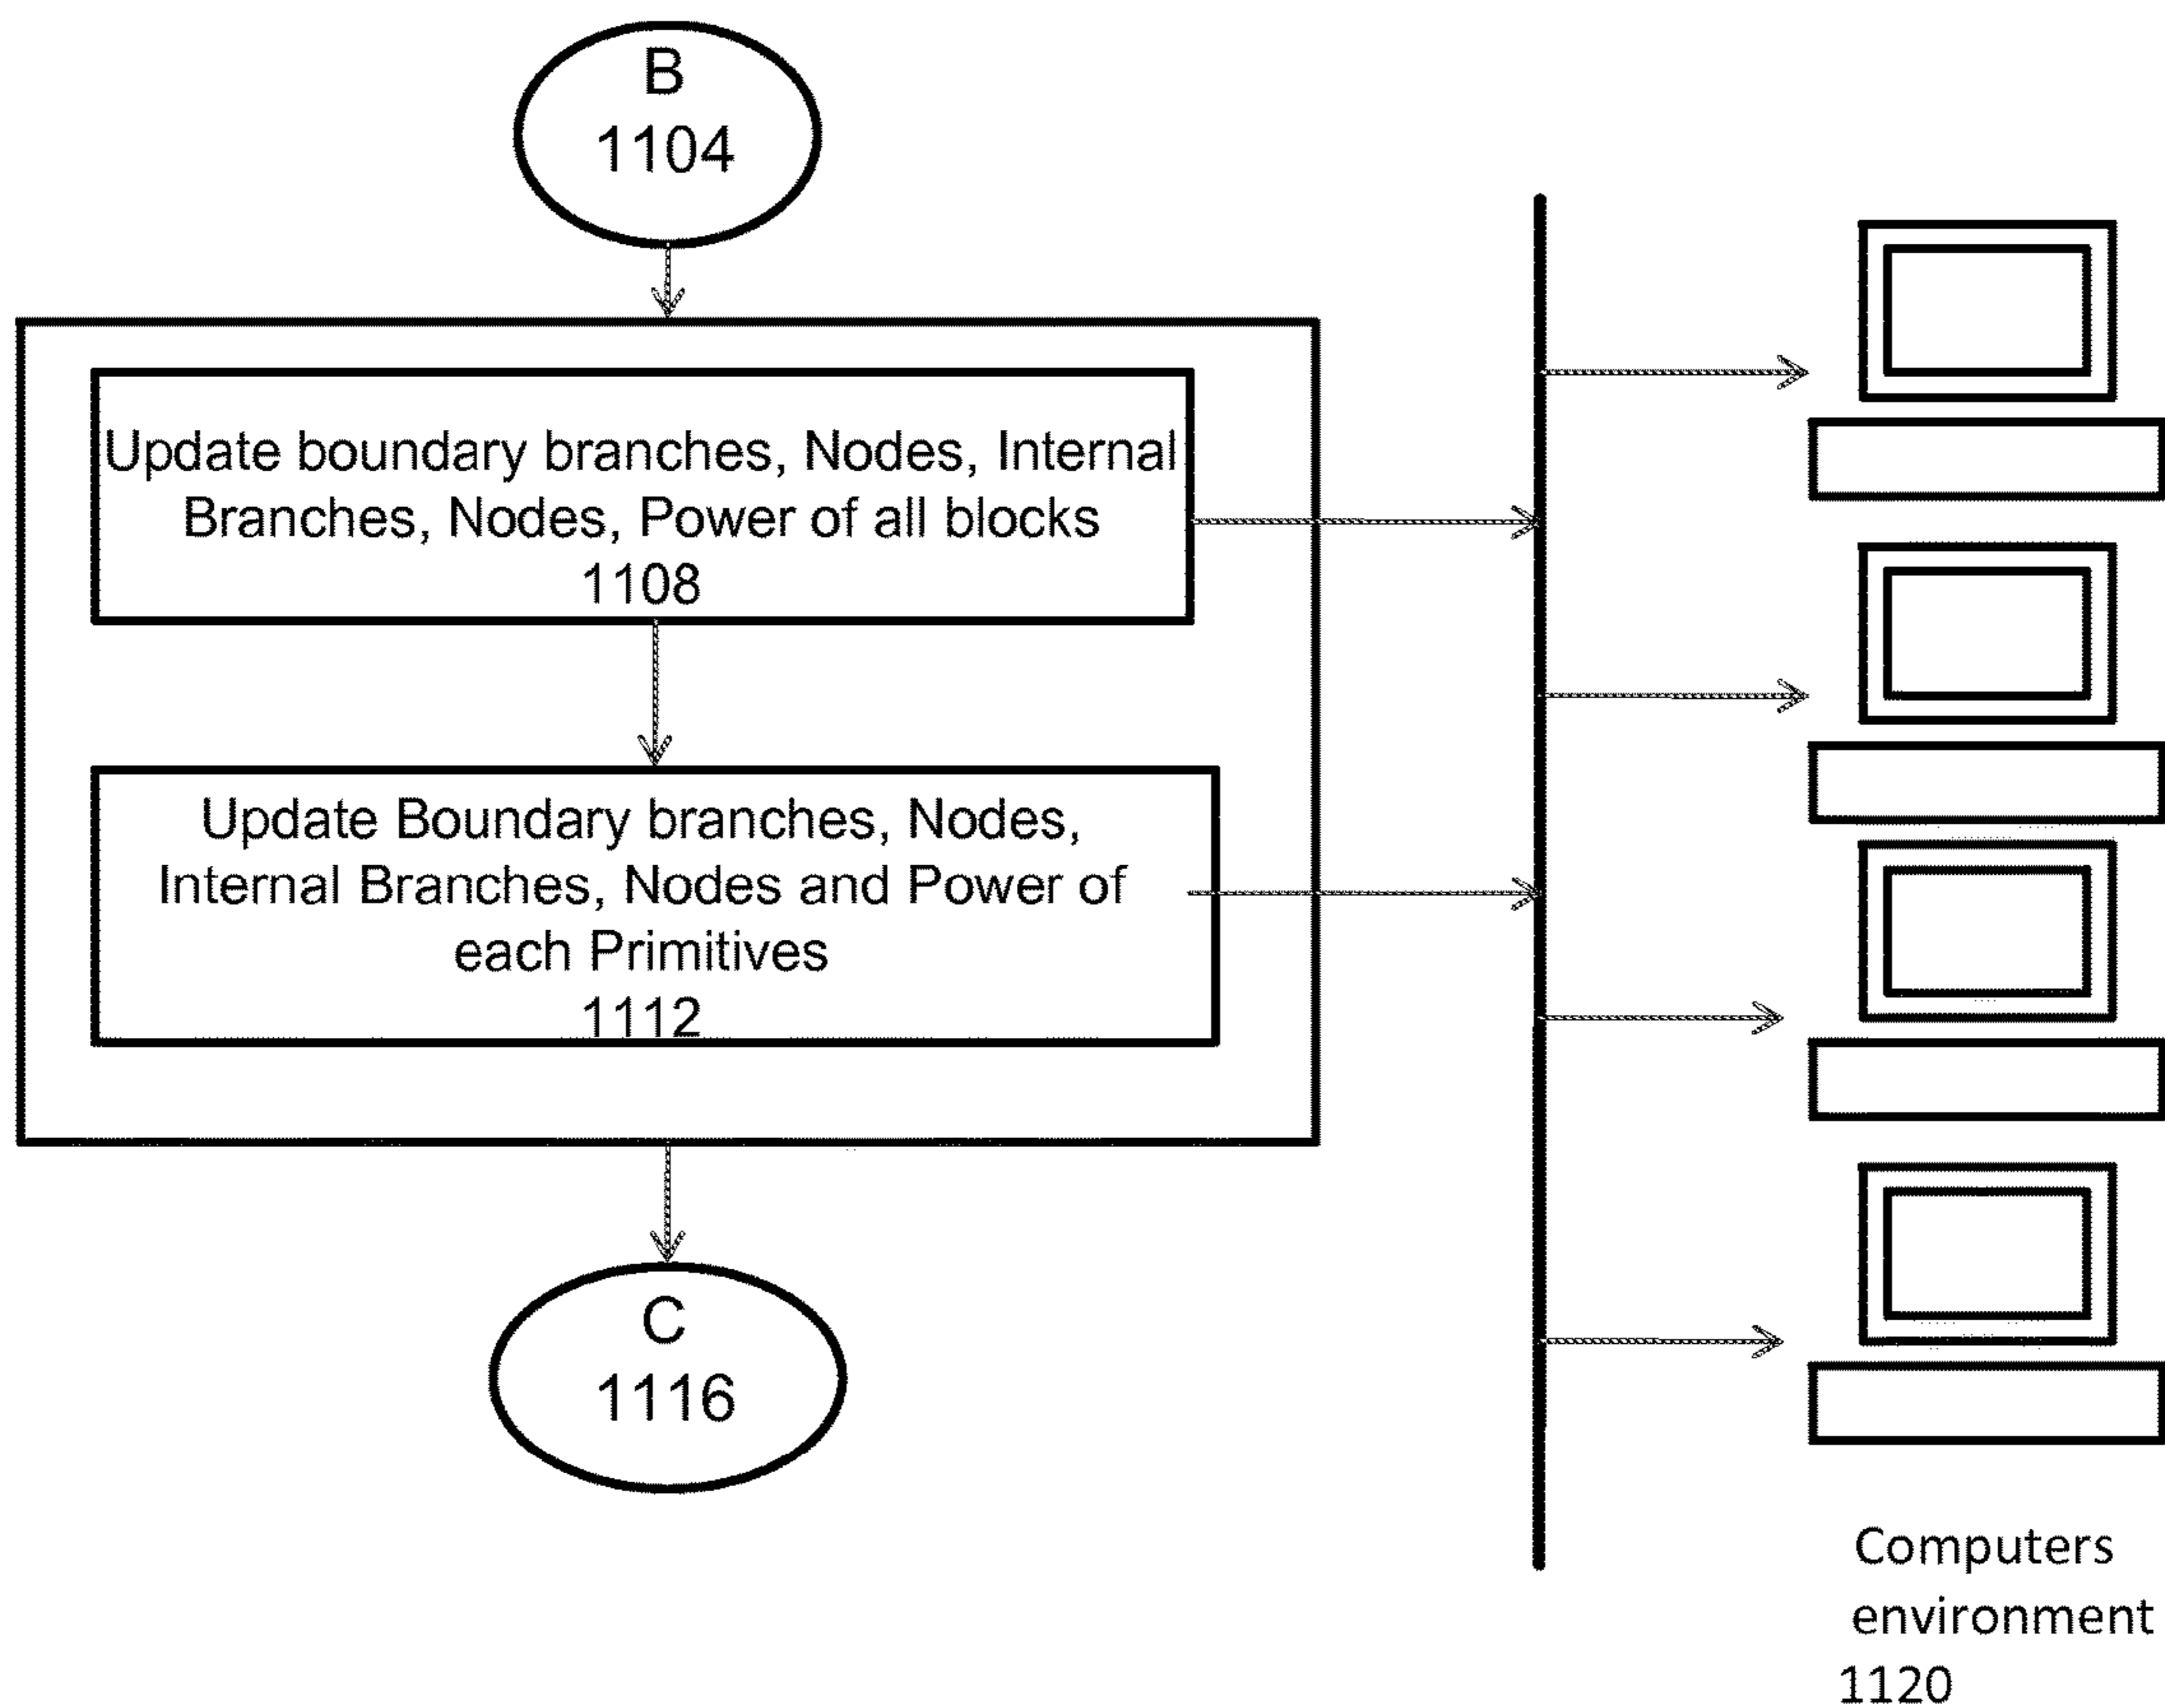 B
1104
Update boundary branches, Nodes, Internal
Branches, Nodes, Power of all blocks
1108
Update Boundary branches, Nodes,
Internal Branches, Nodes and Power of
each Primitives
1112
C
1116
Computers
environment
1120